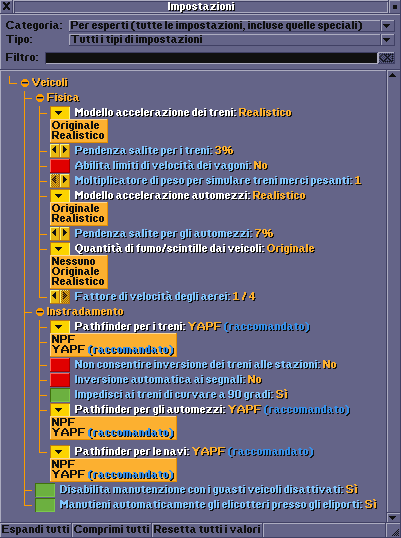 Impostazioni
Categoria: Per esperti (tutte le impostazioni, incluse quelle speciali)
Tipo: Tutti i tipi di impostazioni
Filtro:
Veicoli
Fisica
Modello accelerazione dei treni: Realistico
Originale
Realistico
Pendenza salite per i treni: 3%
Abilita limiti di velocità dei vagoni: No
Moltiplicatore di peso per simulare treni merci pesanti: 1
Modello accelerazione automezzi: Realistico
Originale
Realistico
Pendenza salite per gli automezzi: 7%
Quantità di fumo/scintille dai veicoli: Originale
Nessuno
Originale
Realistico
Fattore di velocità degli aerei: 1 / 4
Instradamento
Pathfinder per i treni: YAPF (raccomandato)
NPF
YAPF (raccomandato)
Non consentire inversione dei treni alle stazioni: No
Inversione automatica ai segnali: No
Impedisci ai treni di curvare a 90 gradi: Sì
Pathfinder per gli automezzi: YAPF (raccomandato)
NPF
YAPF (raccomandato)
Pathfinder per le navi: YAPF (raccomandato)
NPF
YAPF (raccomandato)
Disabilita manutenzione con i guasti veicoli disattivati: Sì
Mantieni automaticamente gli elicotteri presso gli eliporti: Sì
Espandi tutti Comprimi tutti Resetta tutti i valori